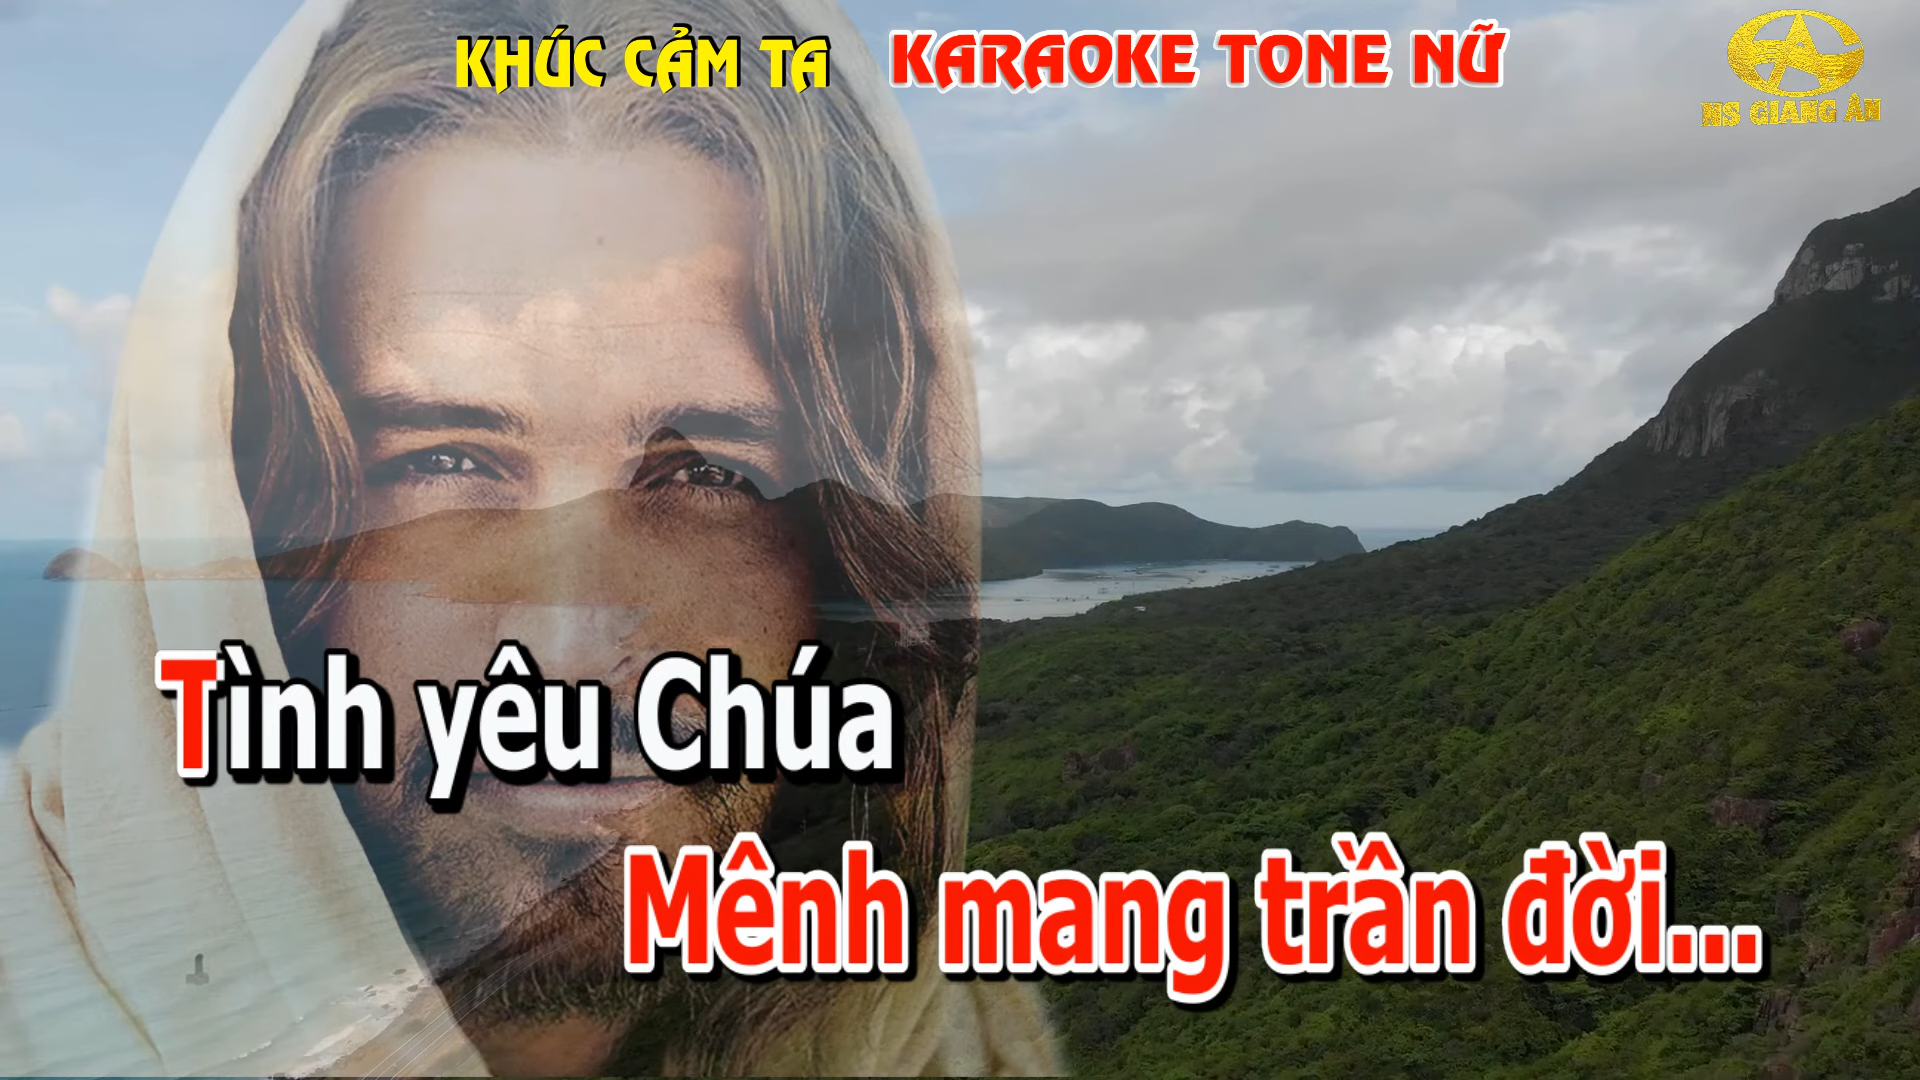 KHÚC CẢM TẠ KARAOKE TONE NỮ
NS GIANG ÂN
Tình yêu Chúa
Mênh mang trần đời...